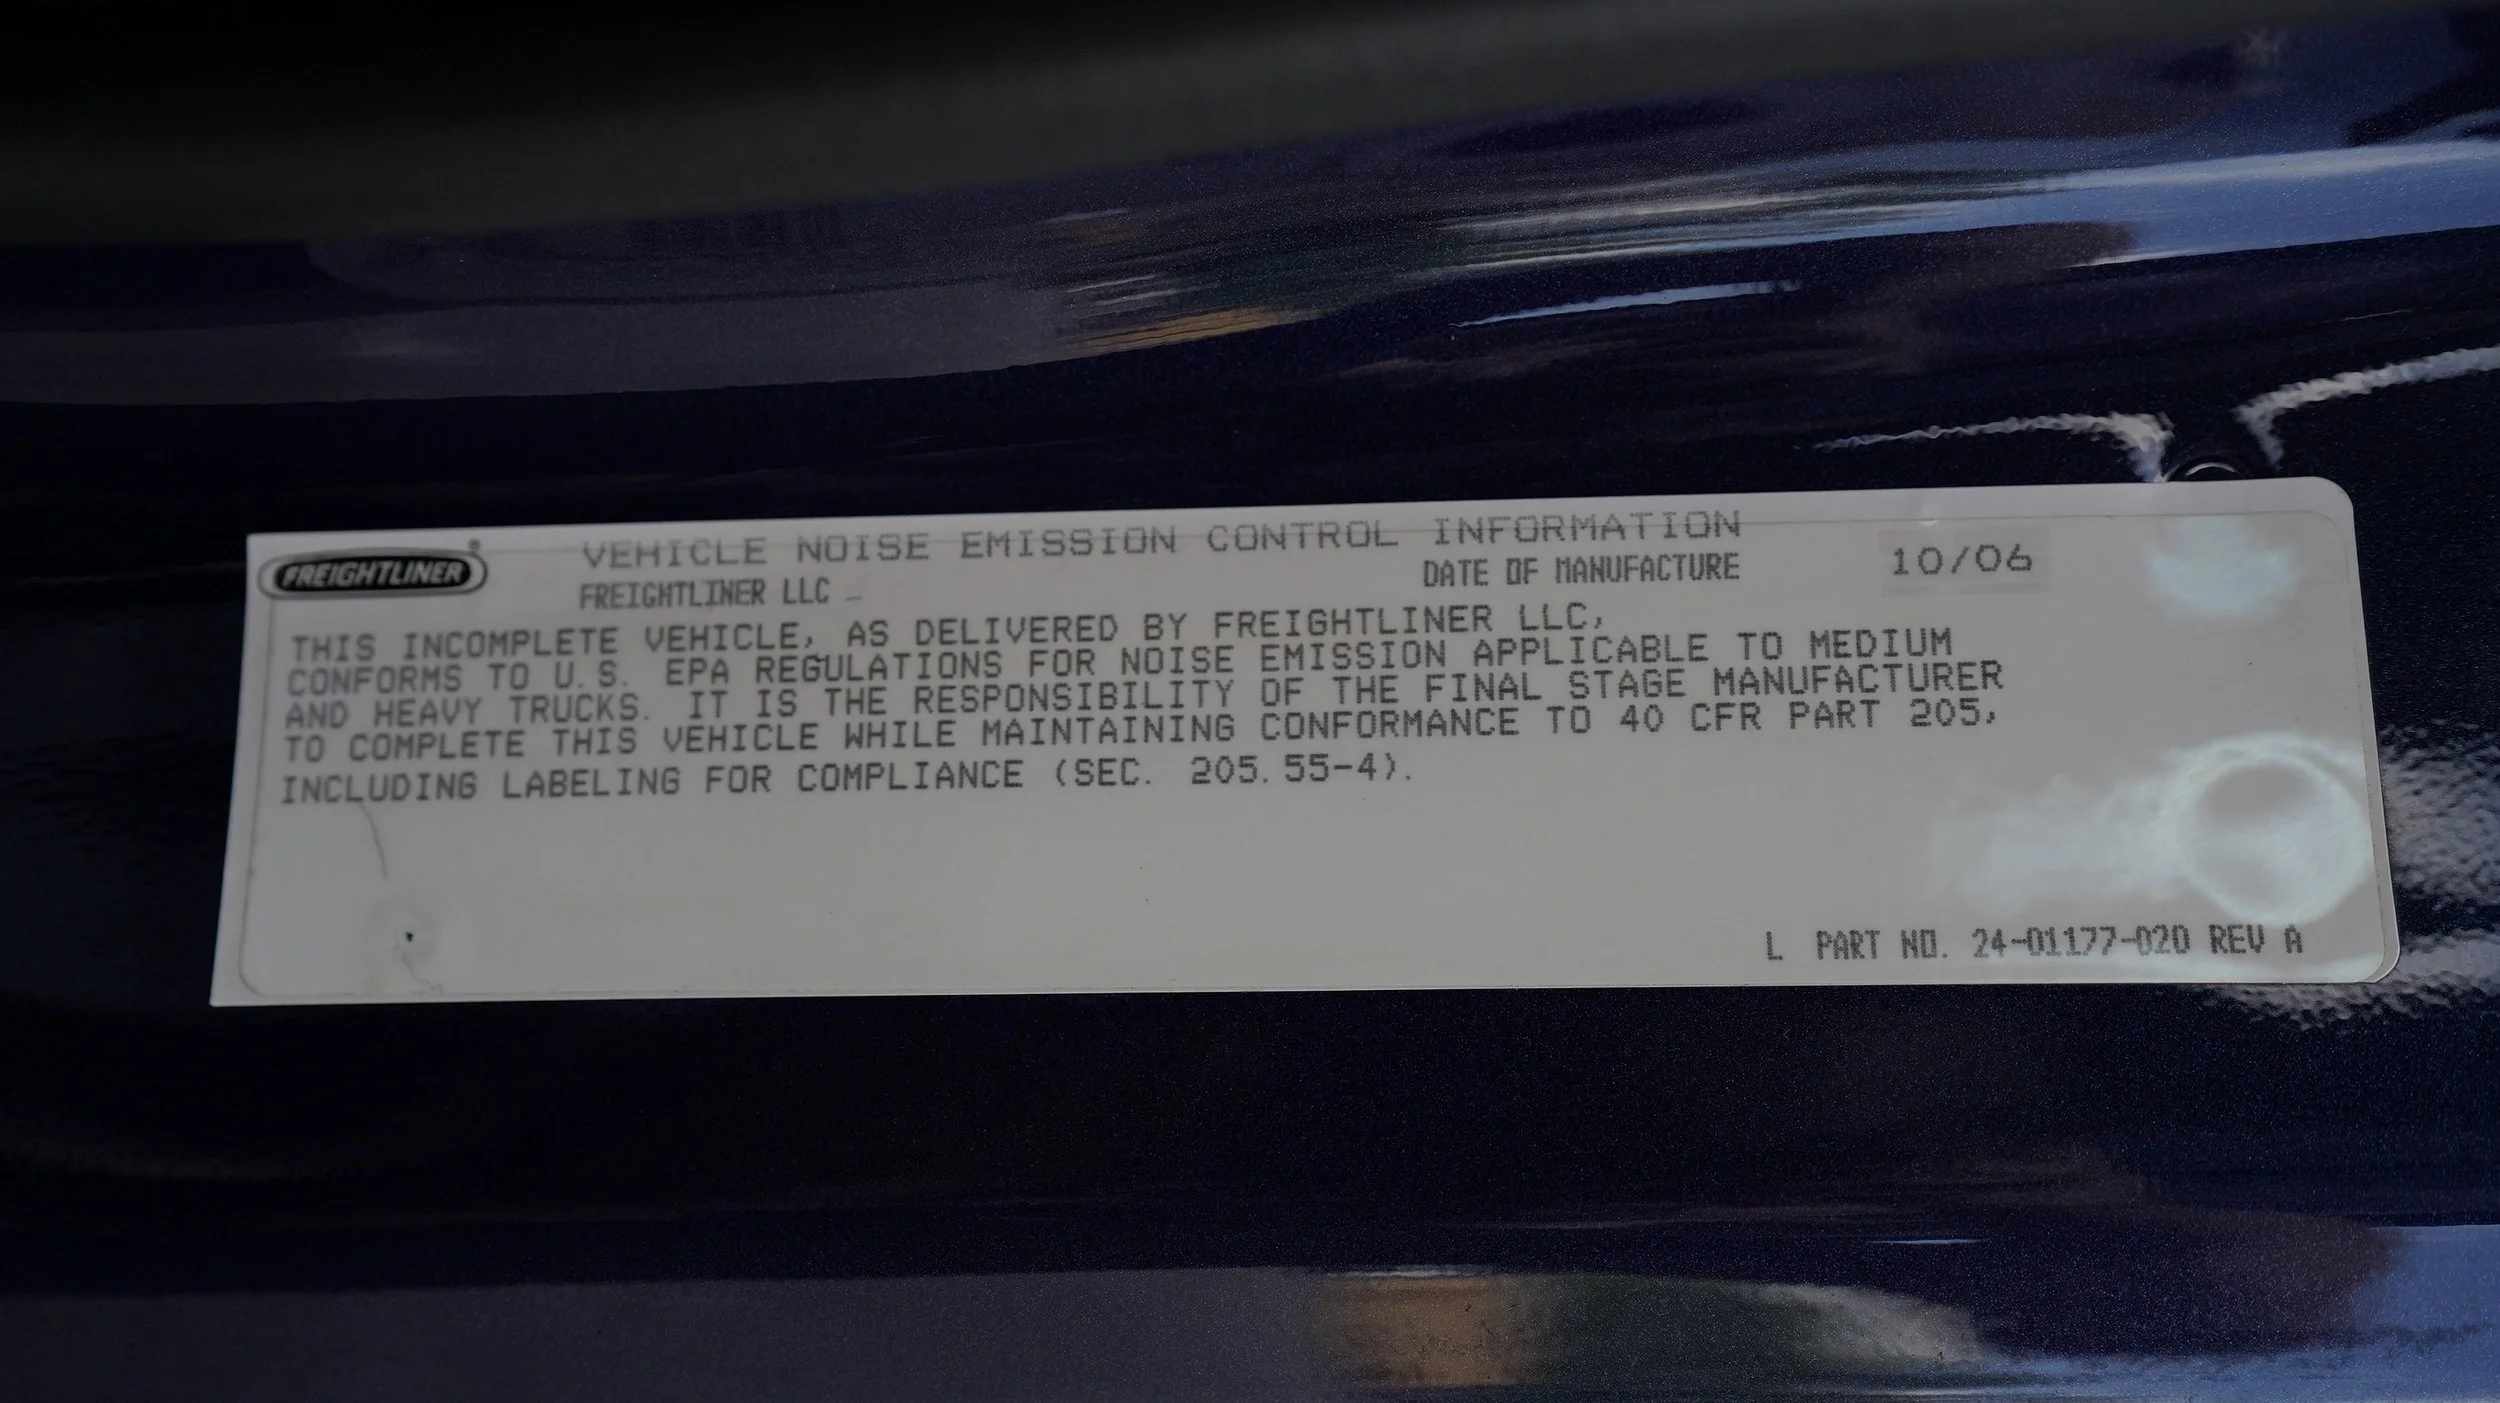 FREIGHTLINER®
VEHICLE NOISE EMISSION CONTROL INFORMATION
FREIGHTLINER LLC
DATE OF MANUFACTURE 10/06
THIS INCOMPLETE VEHICLE, AS DELIVERED BY FREIGHTLINER LLC,
CONFORMS TO U.S. EPA REGULATIONS FOR NOISE EMISSION APPLICABLE TO MEDIUM
AND HEAVY TRUCKS. IT IS THE RESPONSIBILITY OF THE FINAL STAGE MANUFACTURER
TO COMPLETE THIS VEHICLE WHILE MAINTAINING CONFORMANCE TO 40 CFR PART 205,
INCLUDING LABELING FOR COMPLIANCE (SEC. 205.55-4).
L PART NO. 24-01177-020 REV A